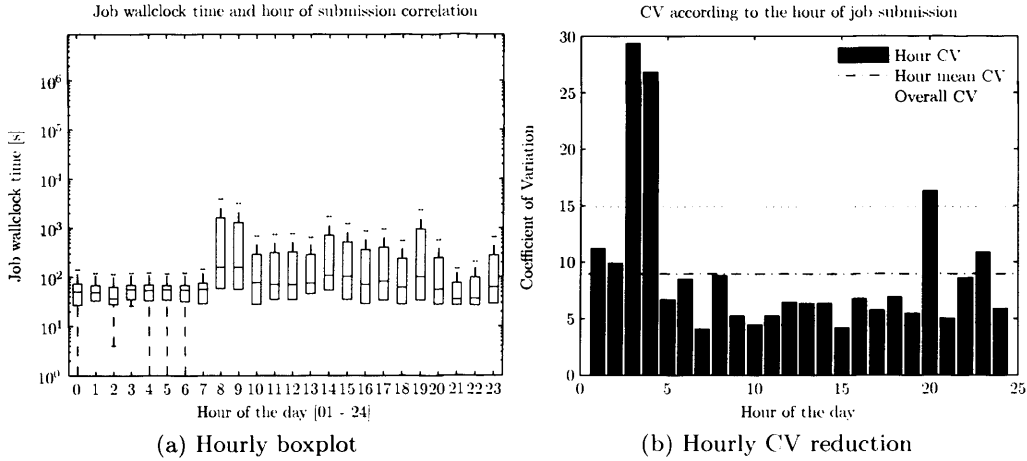 Job wallclock time and hour of submission correlation
Job wallclock time [s]
10^6
10^5
10^4
10^3
10^2
10^1
10^0
0 1 2 3 4 5 6 7 8 9 10 11 12 13 14 15 16 17 18 19 20 21 22 23
Hour of the day [01 - 24]
(a) Hourly boxplot
CV according to the hour of job submission
Coefficient of Variation
30
25
20
15
10
5
0
Hour CV
Hour mean CV
Overall CV
0 5 10 15 20 25
Hour of the day
(b) Hourly CV reduction